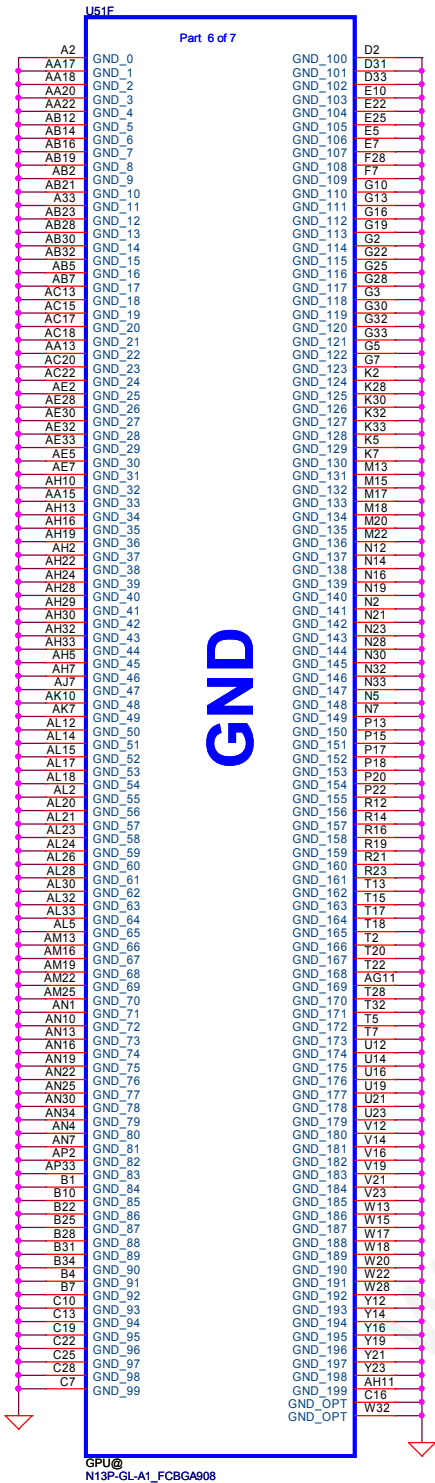 U51F
Part 6 of 7
A2 GND_0 GND_100 D2
AA17 GND_1 GND_101 D31
AA18 GND_2 GND_102 D33
AA20 GND_3 GND_103 E10
AA22 GND_4 GND_104 E22
AB12 GND_5 GND_105 E25
AB14 GND_6 GND_106 E5
AB16 GND_7 GND_107 E7
AB19 GND_8 GND_108 F28
AB2 GND_9 GND_109 F7
AB21 GND_10 GND_110 G10
A33 GND_11 GND_111 G13
AB23 GND_12 GND_112 G16
AB28 GND_13 GND_113 G19
AB30 GND_14 GND_114 G2
AB32 GND_15 GND_115 G22
AB5 GND_16 GND_116 G25
AB7 GND_17 GND_117 G28
AC13 GND_18 GND_118 G3
AC15 GND_19 GND_119 G30
AC17 GND_20 GND_120 G32
AC18 GND_21 GND_121 G33
AA13 GND_22 GND_122 G5
AC20 GND_23 GND_123 G7
AC22 GND_24 GND_124 K2
AE2 GND_25 GND_125 K28
AE28 GND_26 GND_126 K30
AE30 GND_27 GND_127 K32
AE32 GND_28 GND_128 K33
AE33 GND_29 GND_129 K5
AE5 GND_30 GND_130 K7
AE7 GND_31 GND_131 M13
AH10 GND_32 GND_132 M15
AA15 GND_33 GND_133 M17
AH13 GND_34 GND_134 M18
AH16 GND_35 GND_135 M20
AH19 GND_36 GND_136 M22
AH2 GND_37 GND_137 N12
AH22 GND_38 GND_138 N14
AH24 GND_39 GND_139 N16
AH28 GND_40 GND_140 N19
AH29 GND_41 GND_141 N2
AH30 GND_42 GND_142 N21
AH32 GND_43 GND_143 N23
AH33 GND_44 GND_144 N28
AH5 GND_45 GND_145 N30
AH7 GND_46 GND_146 N32
AJ7 GND_47 GND_147 N33
AK10 GND_48 GND_148 N5
AK7 GND_49 GND_149 N7
AL12 GND_50 GND_150 P13
AL14 GND_51 GND_151 P15
AL15 GND_52 GND_152 P17
AL17 GND_53 GND_153 P18
AL18 GND_54 GND_154 P20
AL2 GND_55 GND_155 P22
AL20 GND_56 GND_156 R12
AL21 GND_57 GND_157 R14
AL23 GND_58 GND_158 R16
AL24 GND_59 GND_159 R19
AL26 GND_60 GND_160 R21
AL28 GND_61 GND_161 R23
AL30 GND_62 GND_162 T13
AL32 GND_63 GND_163 T15
AL33 GND_64 GND_164 T17
AL5 GND_65 GND_165 T18
AM13 GND_66 GND_166 T2
AM16 GND_67 GND_167 T20
AM19 GND_68 GND_168 T22
AM22 GND_69 GND_169 AG11
AM25 GND_70 GND_170 T28
AN1 GND_71 GND_171 T32
AN10 GND_72 GND_172 T5
AN13 GND_73 GND_173 T7
AN16 GND_74 GND_174 U12
AN19 GND_75 GND_175 U14
AN22 GND_76 GND_176 U16
AN25 GND_77 GND_177 U19
AN30 GND_78 GND_178 U21
AN34 GND_79 GND_179 U23
AN4 GND_80 GND_180 V12
AN7 GND_81 GND_181 V14
AP2 GND_82 GND_182 V16
AP33 GND_83 GND_183 V19
B1 GND_84 GND_184 V21
B10 GND_85 GND_185 V23
B22 GND_86 GND_186 W13
B25 GND_87 GND_187 W15
B28 GND_88 GND_188 W17
B31 GND_89 GND_189 W18
B34 GND_90 GND_190 W20
B4 GND_91 GND_191 W22
B7 GND_92 GND_192 W28
C10 GND_93 GND_193 Y12
C13 GND_94 GND_194 Y14
C19 GND_95 GND_195 Y16
C22 GND_96 GND_196 Y19
C25 GND_97 GND_197 Y21
C28 GND_98 GND_198 Y23
C7 GND_99 GND_199 AH11
GND_OPT C16
GND_OPT W32
GND
GPU@
N13P-GL-A1_FCBGA908